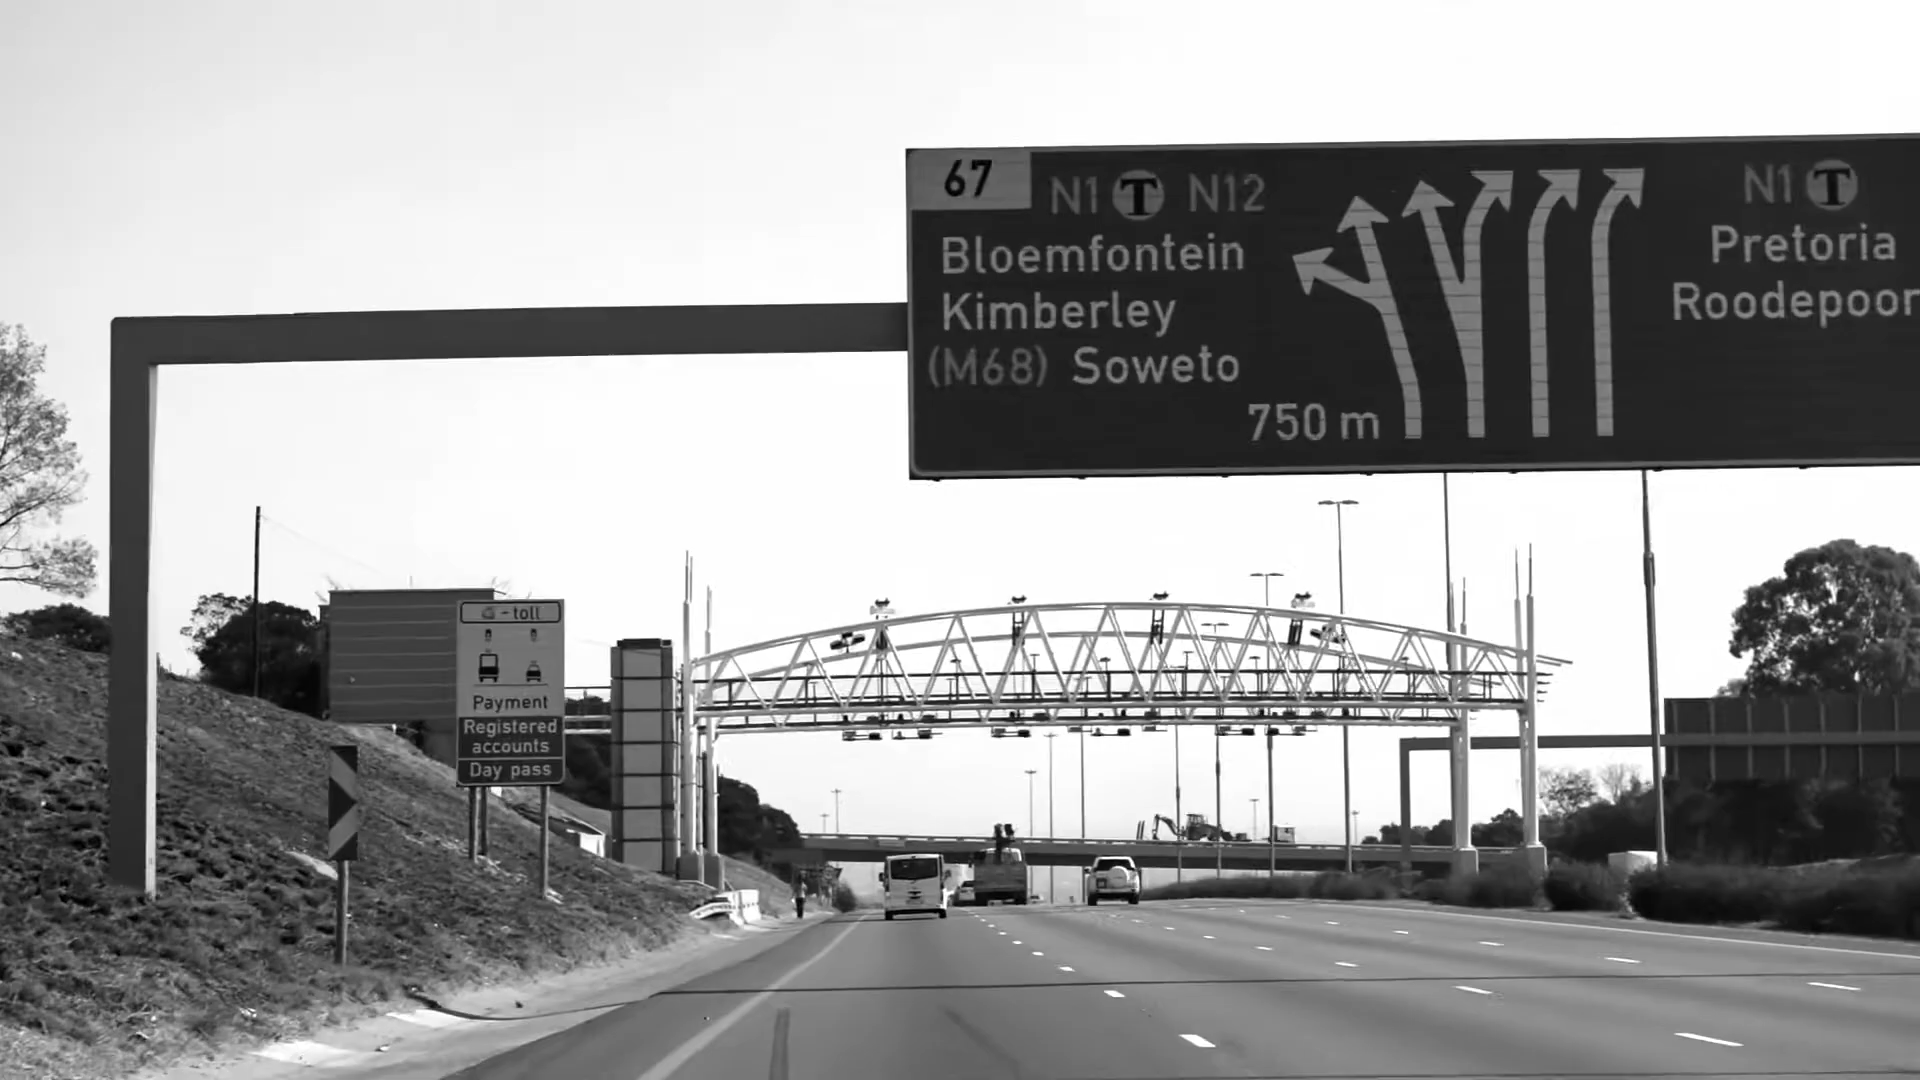 67
N1 T N12
Bloemfontein
Kimberley
(M68) Soweto
750 m
N1 T
Pretoria
Roodepoor
- toll
Payment
Registered
accounts
Day pass